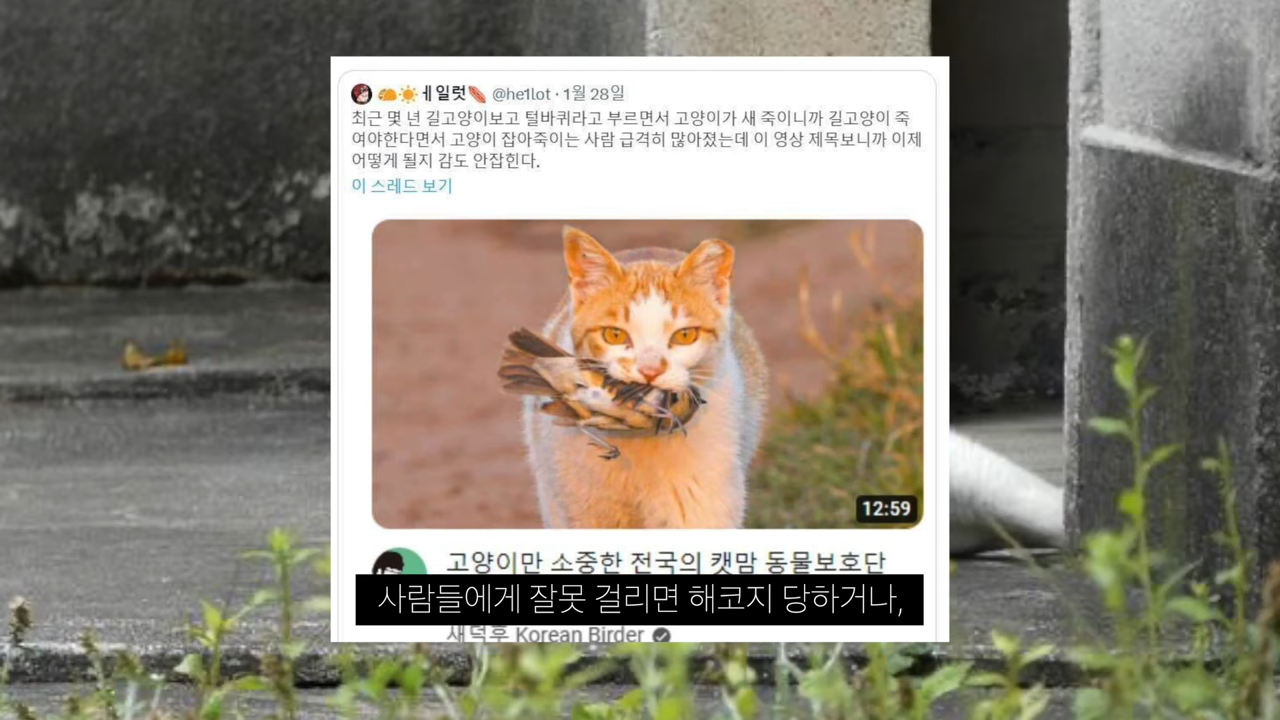 ㅔ일럿 @he1lot · 1월 28일
최근 몇 년 길고양이보고 털바퀴라고 부르면서 고양이가 새 죽이니까 길고양이 죽
여야한다면서 고양이 잡아죽이는 사람 급격히 많아졌는데 이 영상 제목보니까 이제
어떻게 될지 감도 안잡힌다.
이 스레드 보기
12:59
고양이만 소중한 전국의 캣맘 동물보호단
사람들에게 잘못 걸리면 해코지 당하거나,
새덕후 Korean Birder